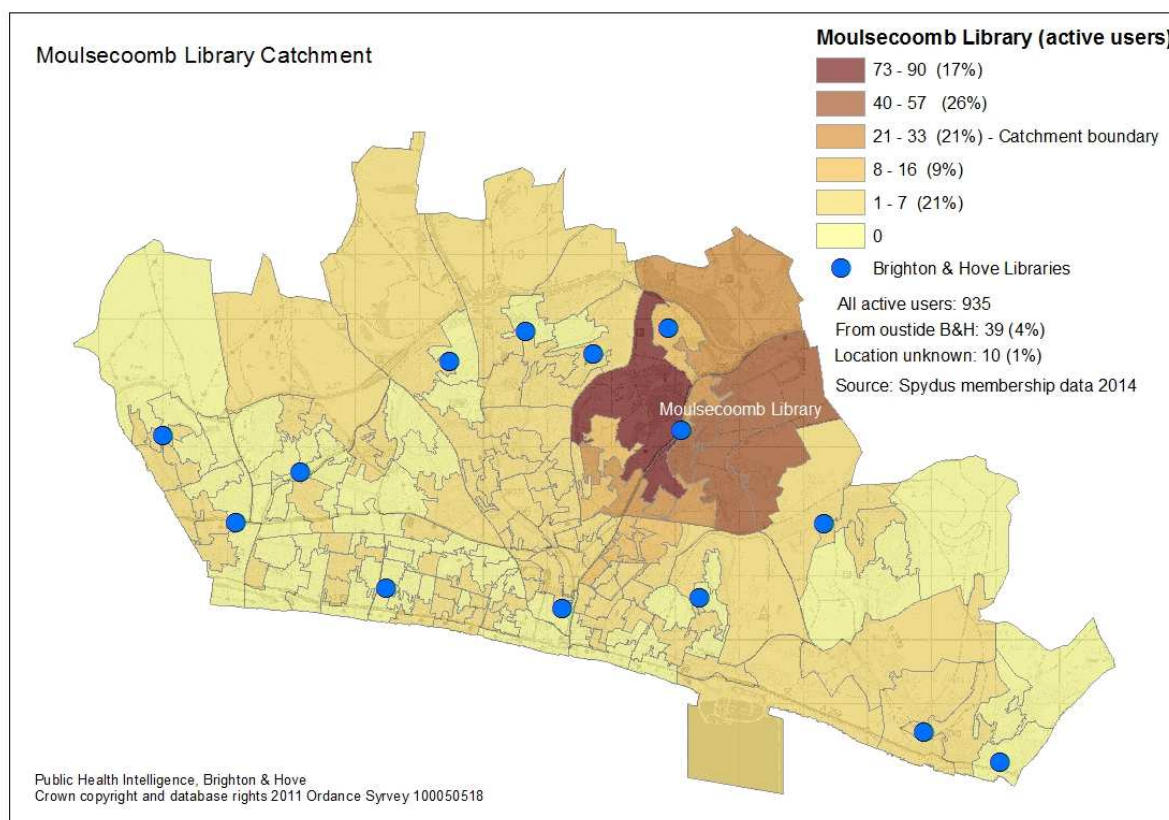 Moulsecoomb Library Catchment
Moulsecoomb Library (active users)
73 - 90 (17%)
40 - 57 (26%)
21 - 33 (21%) - Catchment boundary
8 - 16 (9%)
1 - 7 (21%)
0
Brighton & Hove Libraries
All active users: 935
From oustide B&H: 39 (4%)
Location unknown: 10 (1%)
Source: Spydus membership data 2014
Moulsecoomb Library
Public Health Intelligence, Brighton & Hove
Crown copyright and database rights 2011 Ordance Syrvey 100050518